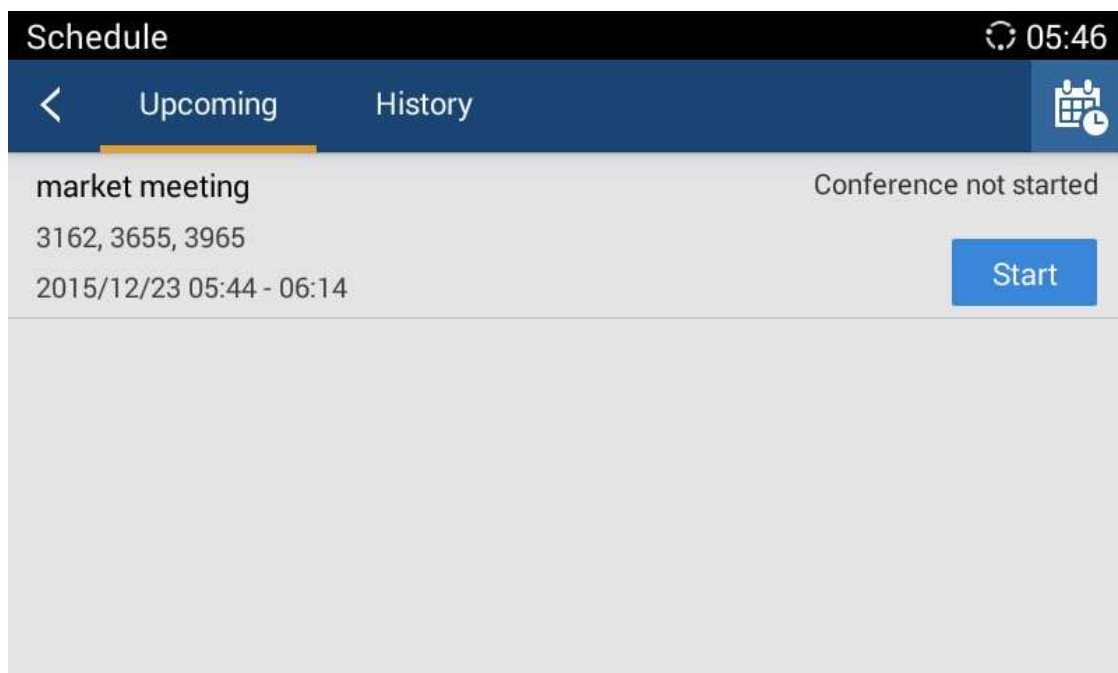 Schedule 05:46
Upcoming History
market meeting Conference not started
3162, 3655, 3965
2015/12/23 05:44 - 06:14
Start